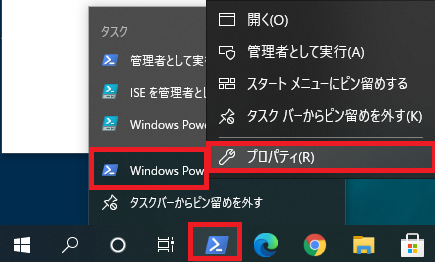 タスク
管理者として実
ISE を管理者とし
Windows Pow
Windows Pow
タスクバーからピン留めを外す
開く(O)
管理者として実行(A)
スタート メニューにピン留めする
タスク バーからピン留めを外す(K)
プロパティ(R)